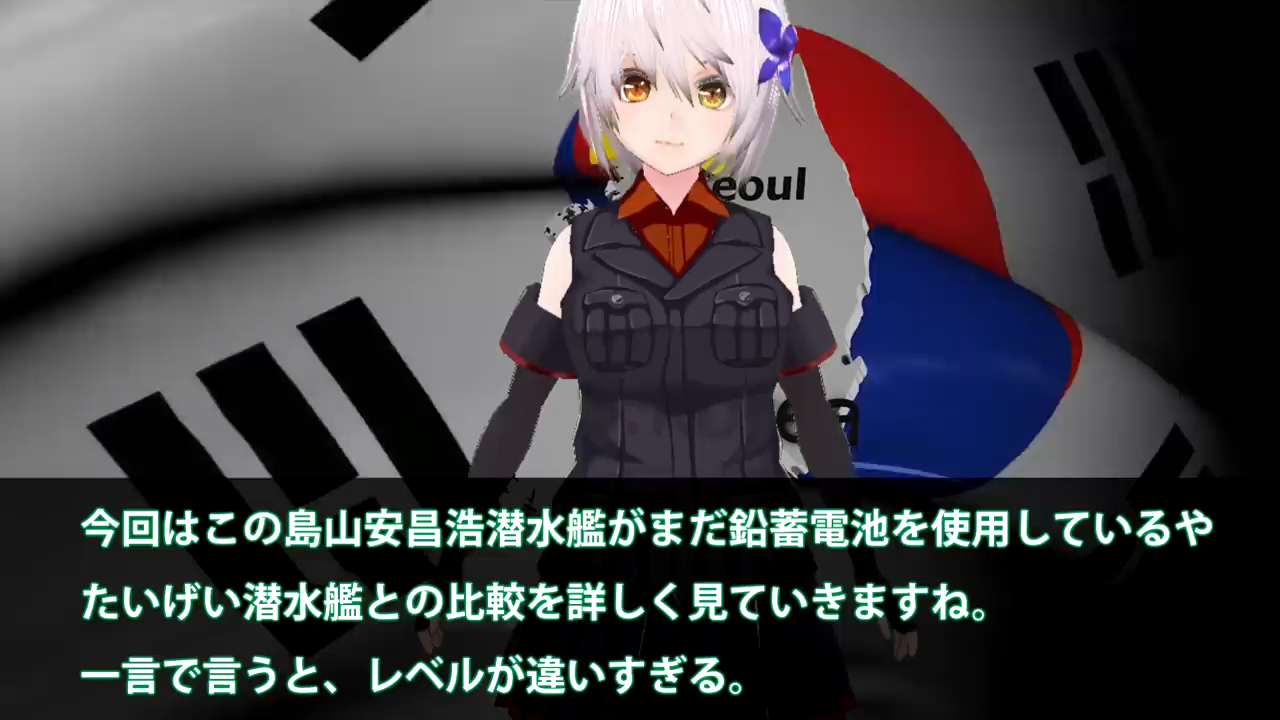 eoul
ea
今回はこの島山安昌浩潜水艦がまだ鉛蓄電池を使用しているや
たいげい潜水艦との比較を詳しく見ていきますね。
一言で言うと、レベルが違いすぎる。